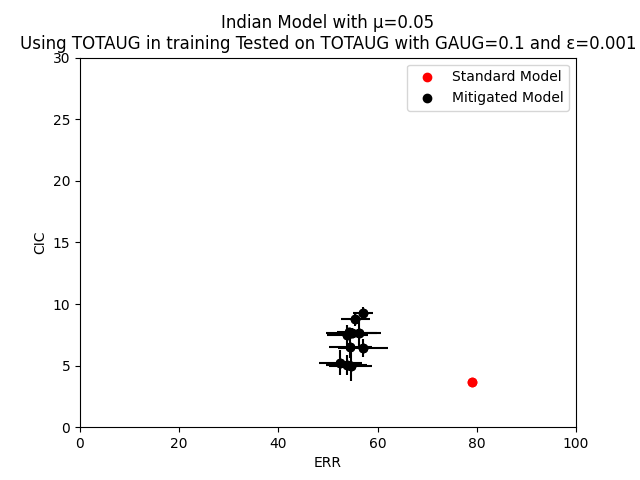 Indian Model with μ=0.05
Using TOTAUG in training Tested on TOTAUG with GAUG=0.1 and ε=0.001
Standard Model
Mitigated Model
30
25
20
15
10
5
0
CIC
0 20 40 60 80 100
ERR